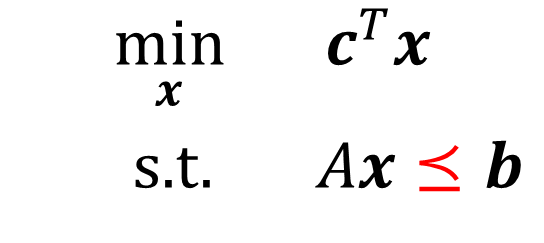 min c^T x
x
s.t. Ax ⪯ b